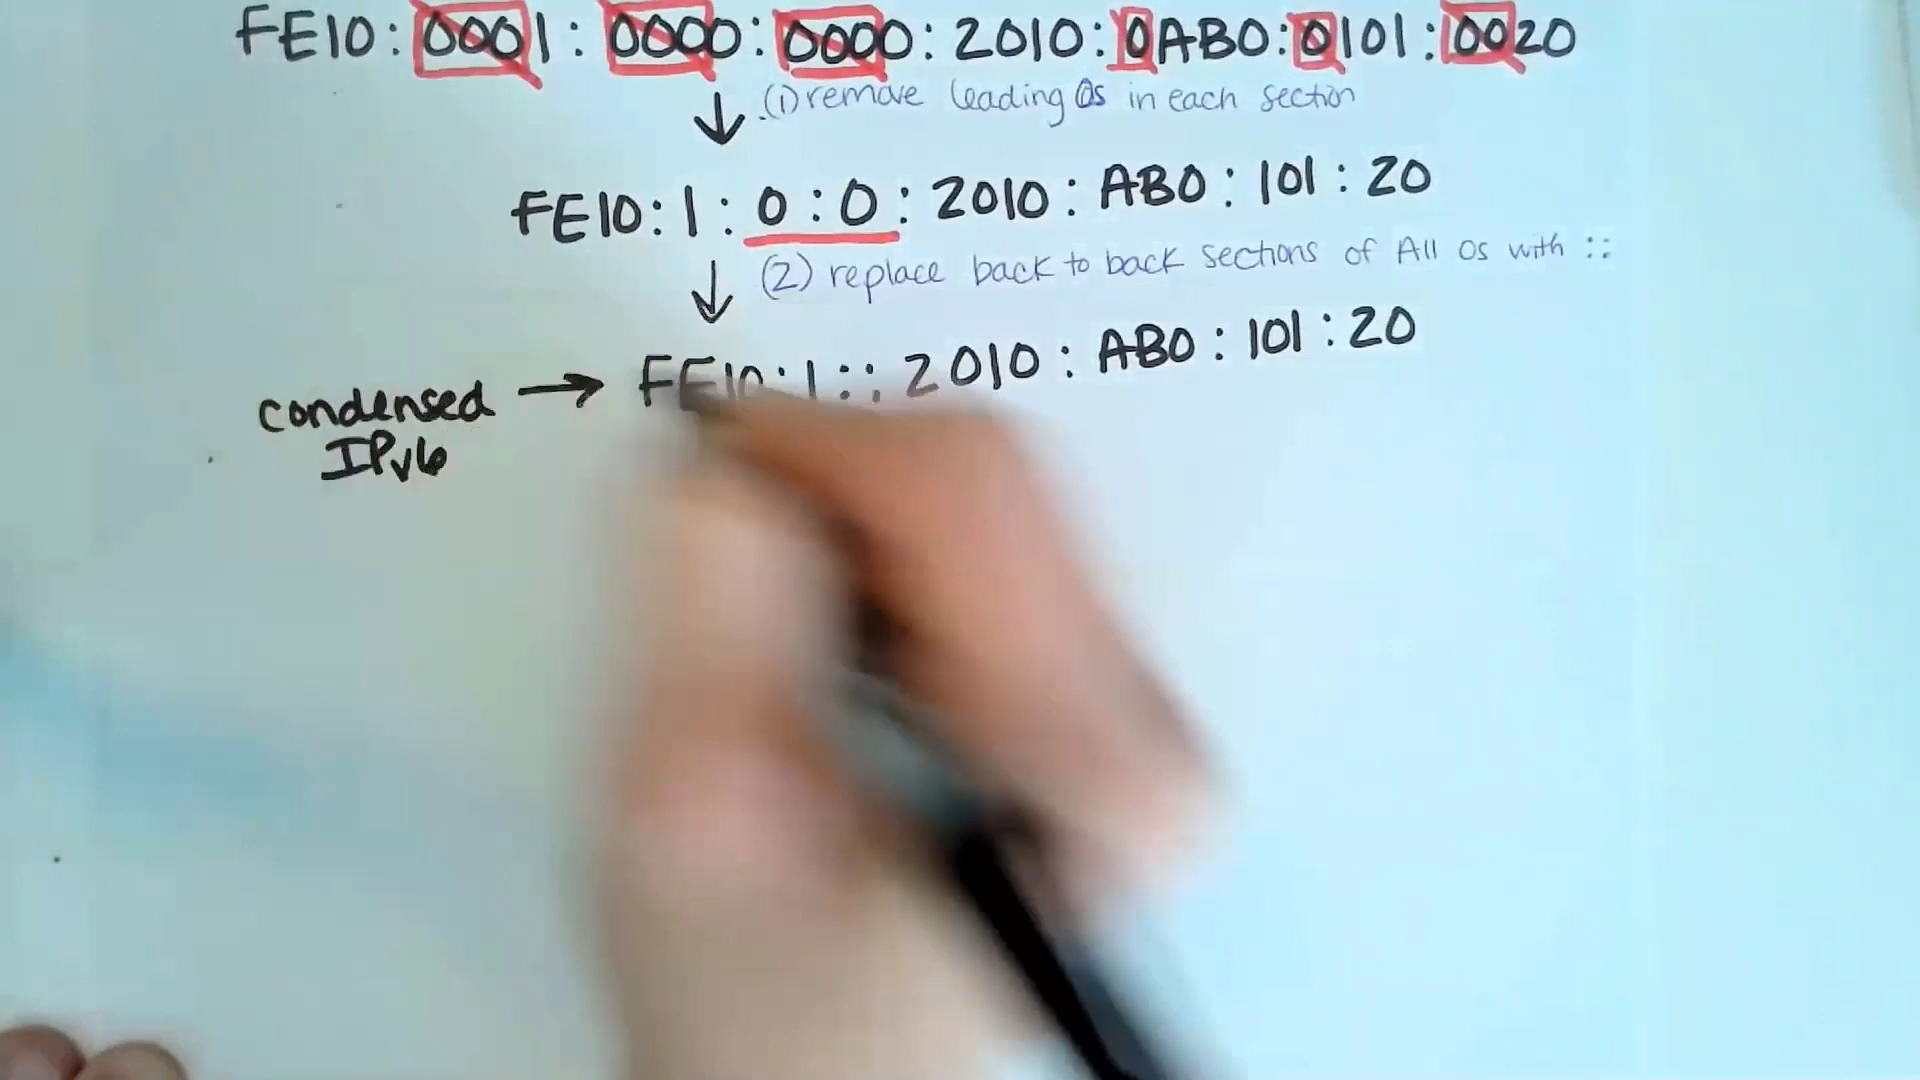 FE10:0001:0000:0000:2010:0AB0:0101:0020
(1) remove leading 0s in each section
FE10:1:0:0:2010:AB0:101:20
(2) replace back to back sections of All 0s with ::
condensed → FE10:1::2010:AB0:101:20
IPv6